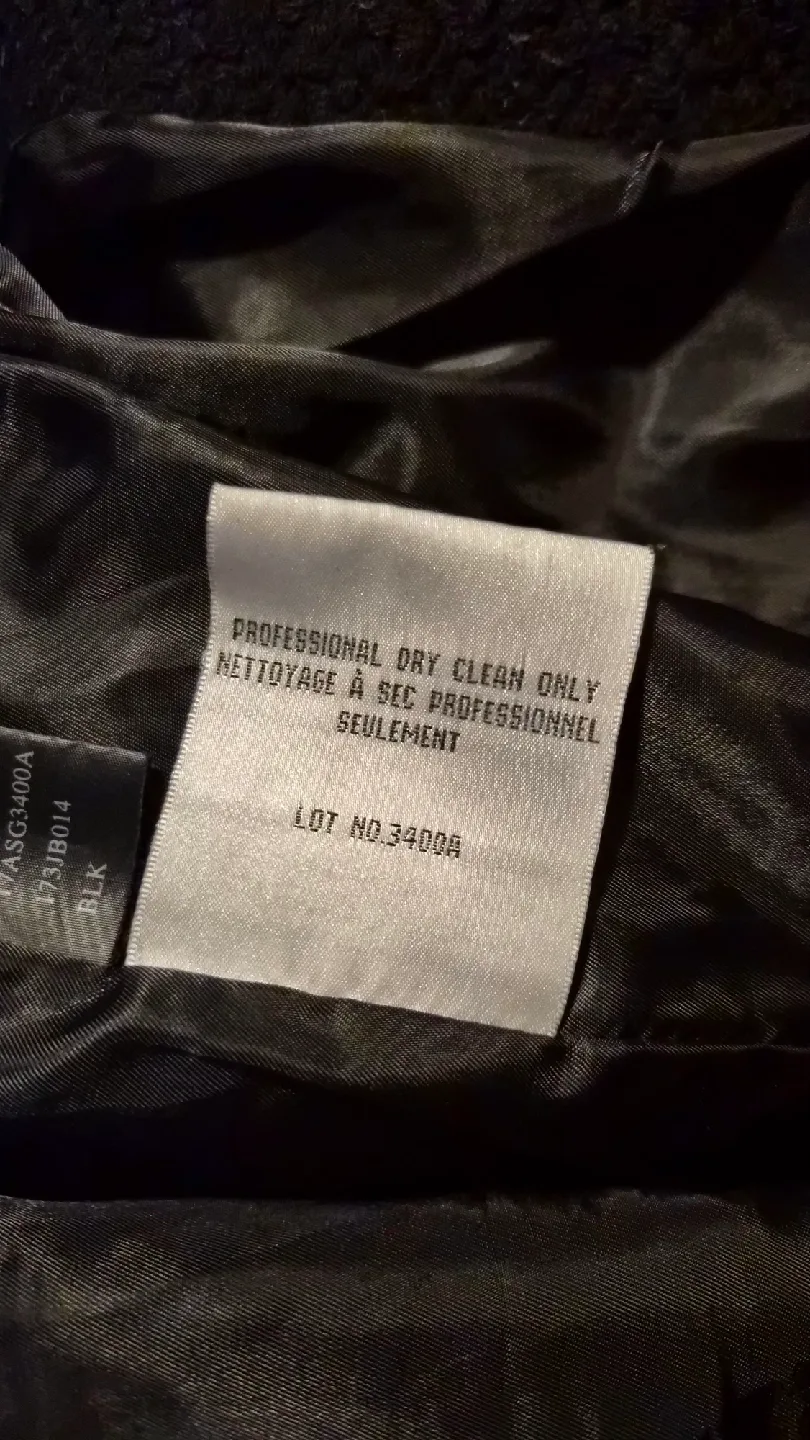 PROFESSIONAL DRY CLEAN ONLY
NETTOYAGE À SEC PROFESSIONNEL
SEULEMENT
LOT NO.3400A
173JB014
BLK